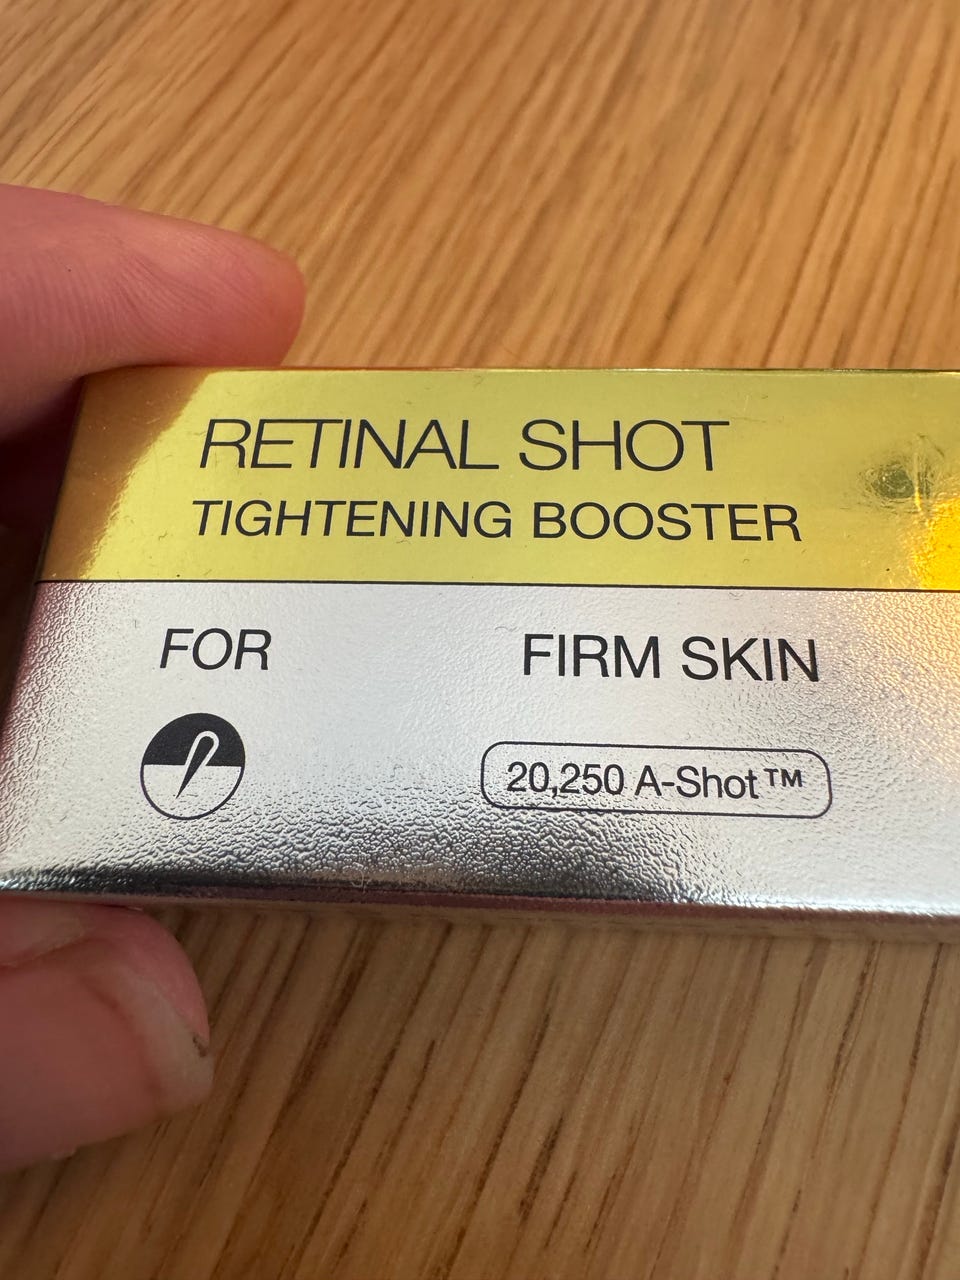 RETINAL SHOT
TIGHTENING BOOSTER
FOR FIRM SKIN
20,250 A-Shot™